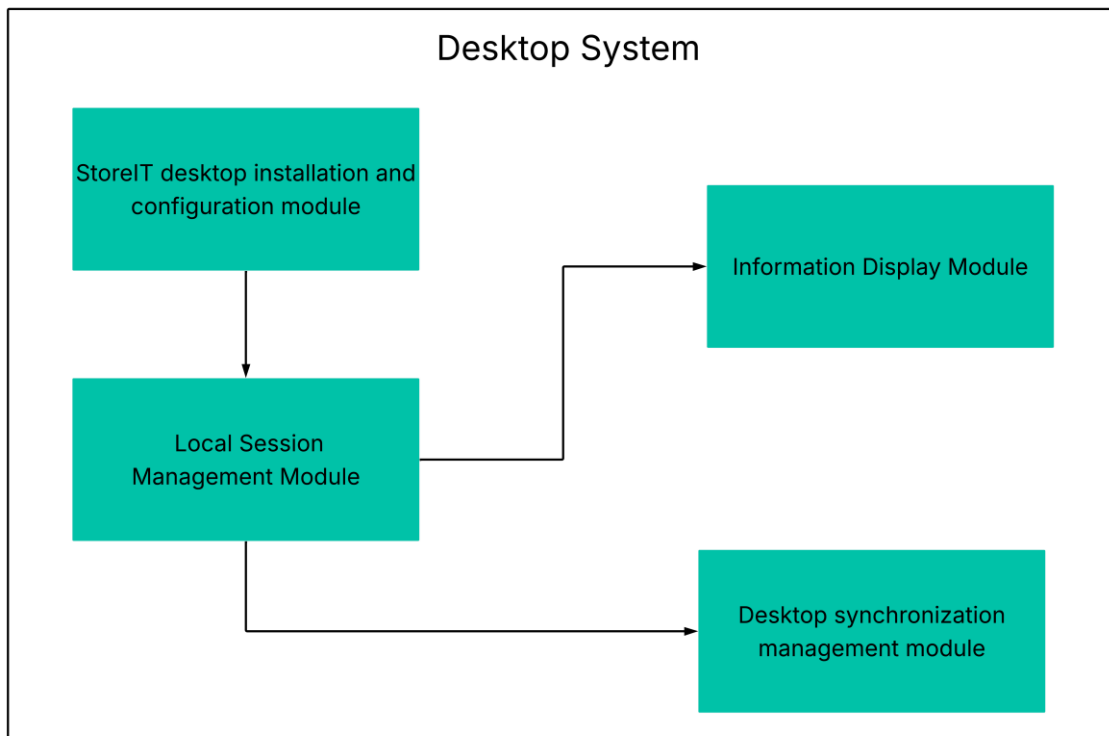 Desktop System
StoreIT desktop installation and
configuration module
Information Display Module
Local Session
Management Module
Desktop synchronization
management module